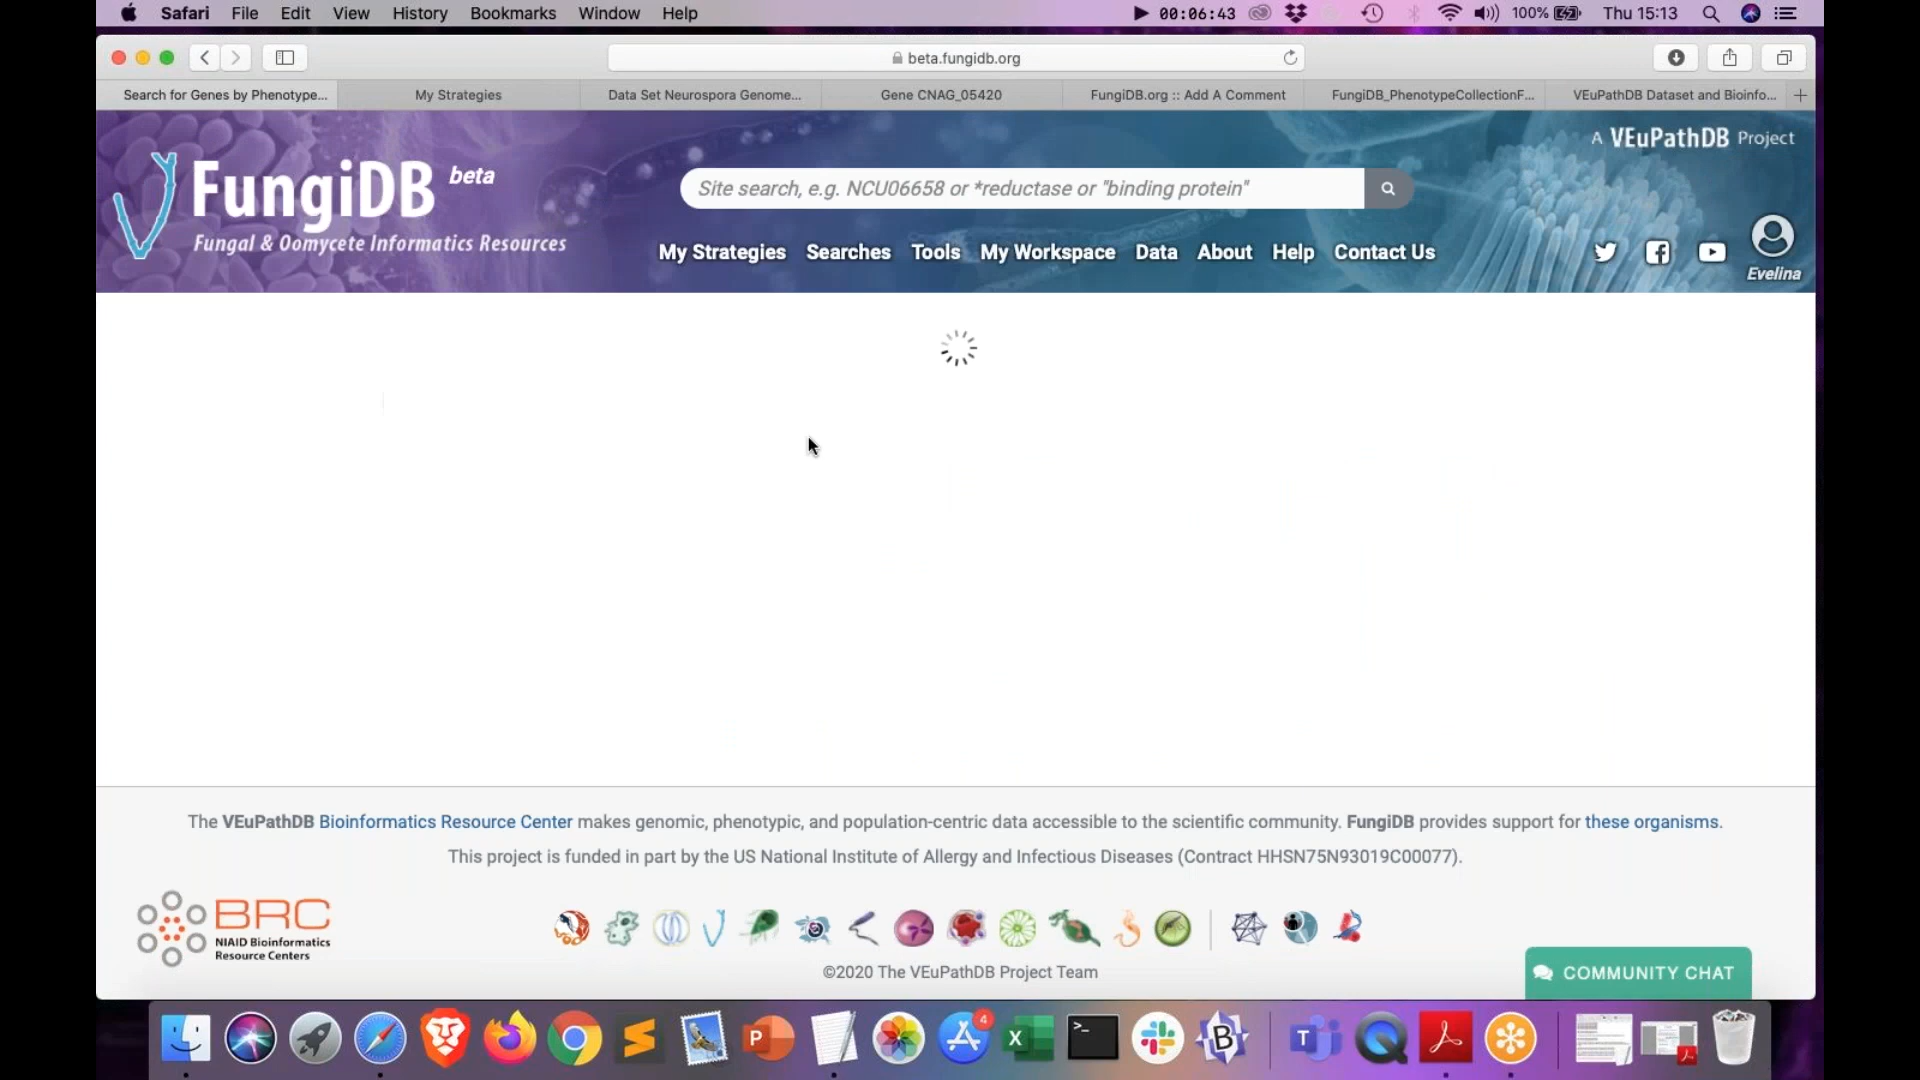 Safari File Edit View History Bookmarks Window Help 00:06:43 100% Thu 15:13
beta.fungidb.org
Search for Genes by Phenotype... My Strategies Data Set Neurospora Genome... Gene CNAG_05420 FungiDB.org :: Add A Comment FungiDB_PhenotypeCollectionF... VEuPathDB Dataset and Bioinfo...
A VEuPathDB Project
FungiDB beta
Fungal & Oomycete Informatics Resources
Site search, e.g. NCU06658 or *reductase or "binding protein"
My Strategies Searches Tools My Workspace Data About Help Contact Us
Evelina
The VEuPathDB Bioinformatics Resource Center makes genomic, phenotypic, and population-centric data accessible to the scientific community. FungiDB provides support for these organisms.
This project is funded in part by the US National Institute of Allergy and Infectious Diseases (Contract HHSN75N93019C00077).
BRC
NIAID Bioinformatics
Resource Centers
©2020 The VEuPathDB Project Team
COMMUNITY CHAT
4
P X >_ B T